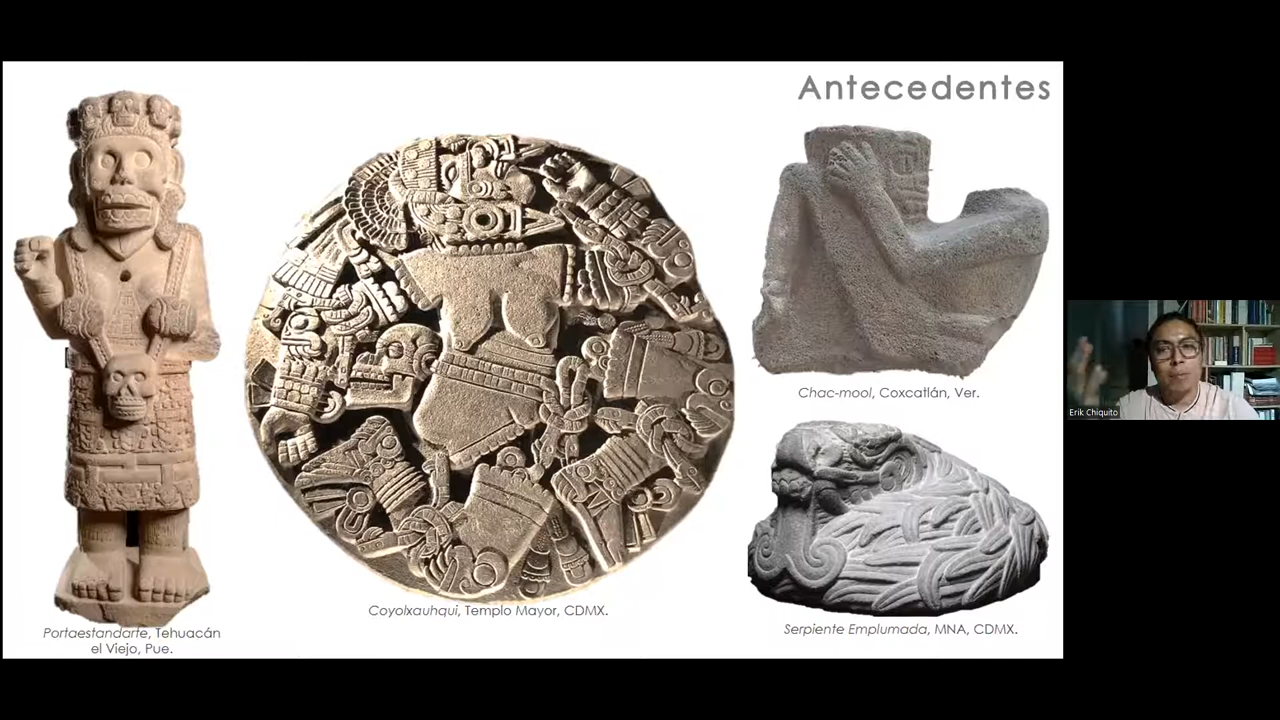 Antecedentes
Portaestandarte, Tehuacán
el Viejo, Pue.
Coyolxauhqui, Templo Mayor, CDMX.
Chac-mool, Coxcatlán, Ver.
Serpiente Emplumada, MNA, CDMX.
Erik Chiquito